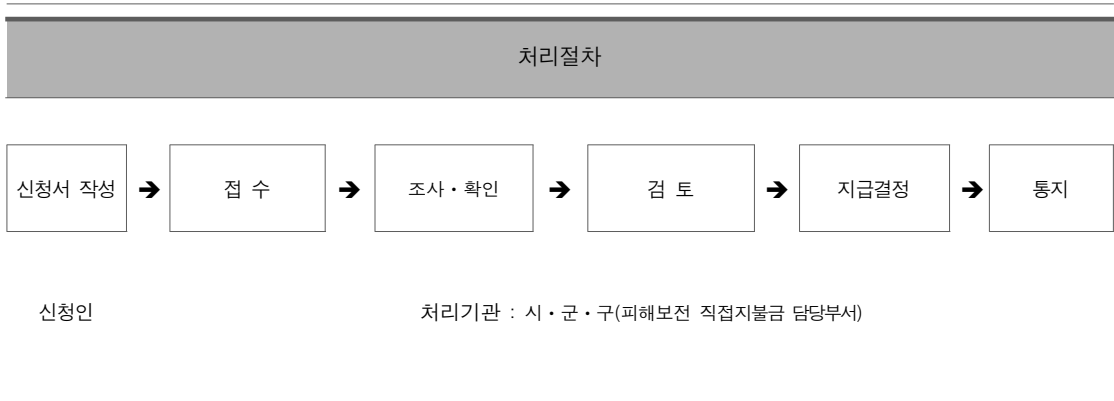 처리절차
신청서 작성 ➔ 접 수 ➔ 조사・확인 ➔ 검 토 ➔ 지급결정 ➔ 통지
신청인 처리기관 : 시・군・구(피해보전 직접지불금 담당부서)